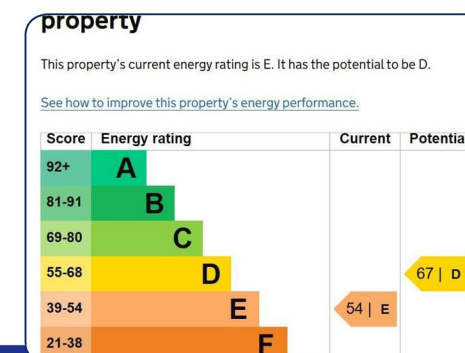 property
This property's current energy rating is E. It has the potential to be D.
See how to improve this property's energy performance.
Score Energy rating Current Potentia
92+ A
81-91 B
69-80 C
55-68 D 67 | D
39-54 E 54 | E
21-38 F